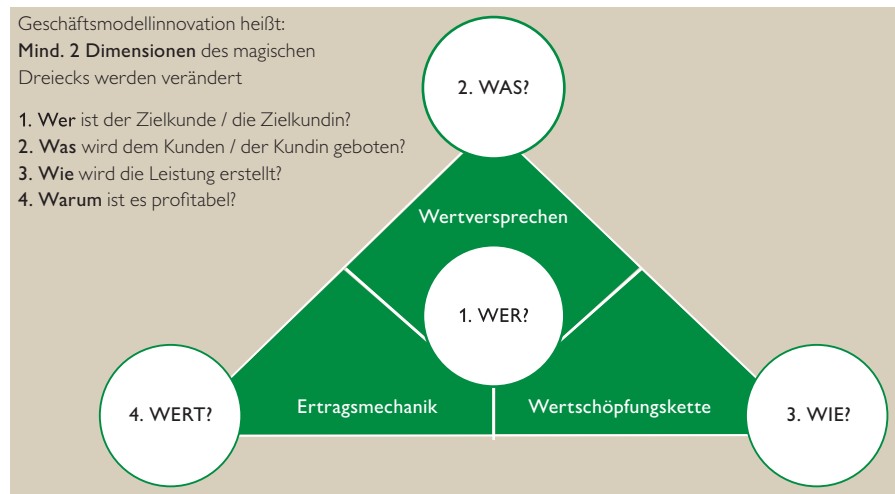 Geschäftsmodellinnovation heißt:
Mind. 2 Dimensionen des magischen
Dreiecks werden verändert
1. Wer ist der Zielkunde / die Zielkundin?
2. Was wird dem Kunden / der Kundin geboten?
3. Wie wird die Leistung erstellt?
4. Warum ist es profitabel?
2. WAS?
Wertversprechen
1. WER?
Ertragsmechanik
Wertschöpfungskette
4. WERT?
3. WIE?